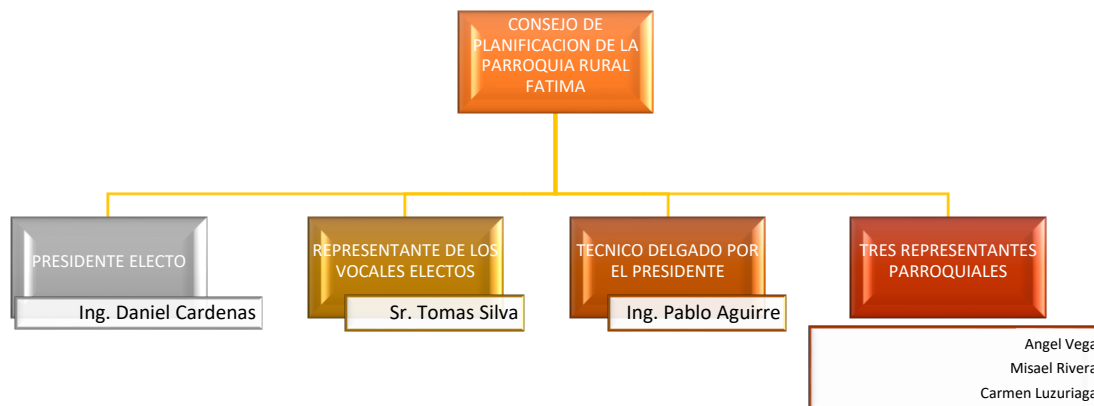 CONSEJO DE
PLANIFICACION DE LA
PARROQUIA RURAL
FATIMA
PRESIDENTE ELECTO
Ing. Daniel Cardenas
REPRESENTANTE DE LOS
VOCALES ELECTOS
Sr. Tomas Silva
TECNICO DELGADO POR
EL PRESIDENTE
Ing. Pablo Aguirre
TRES REPRESENTANTES
PARROQUIALES
Angel Vega
Misael Rivera
Carmen Luzuriaga